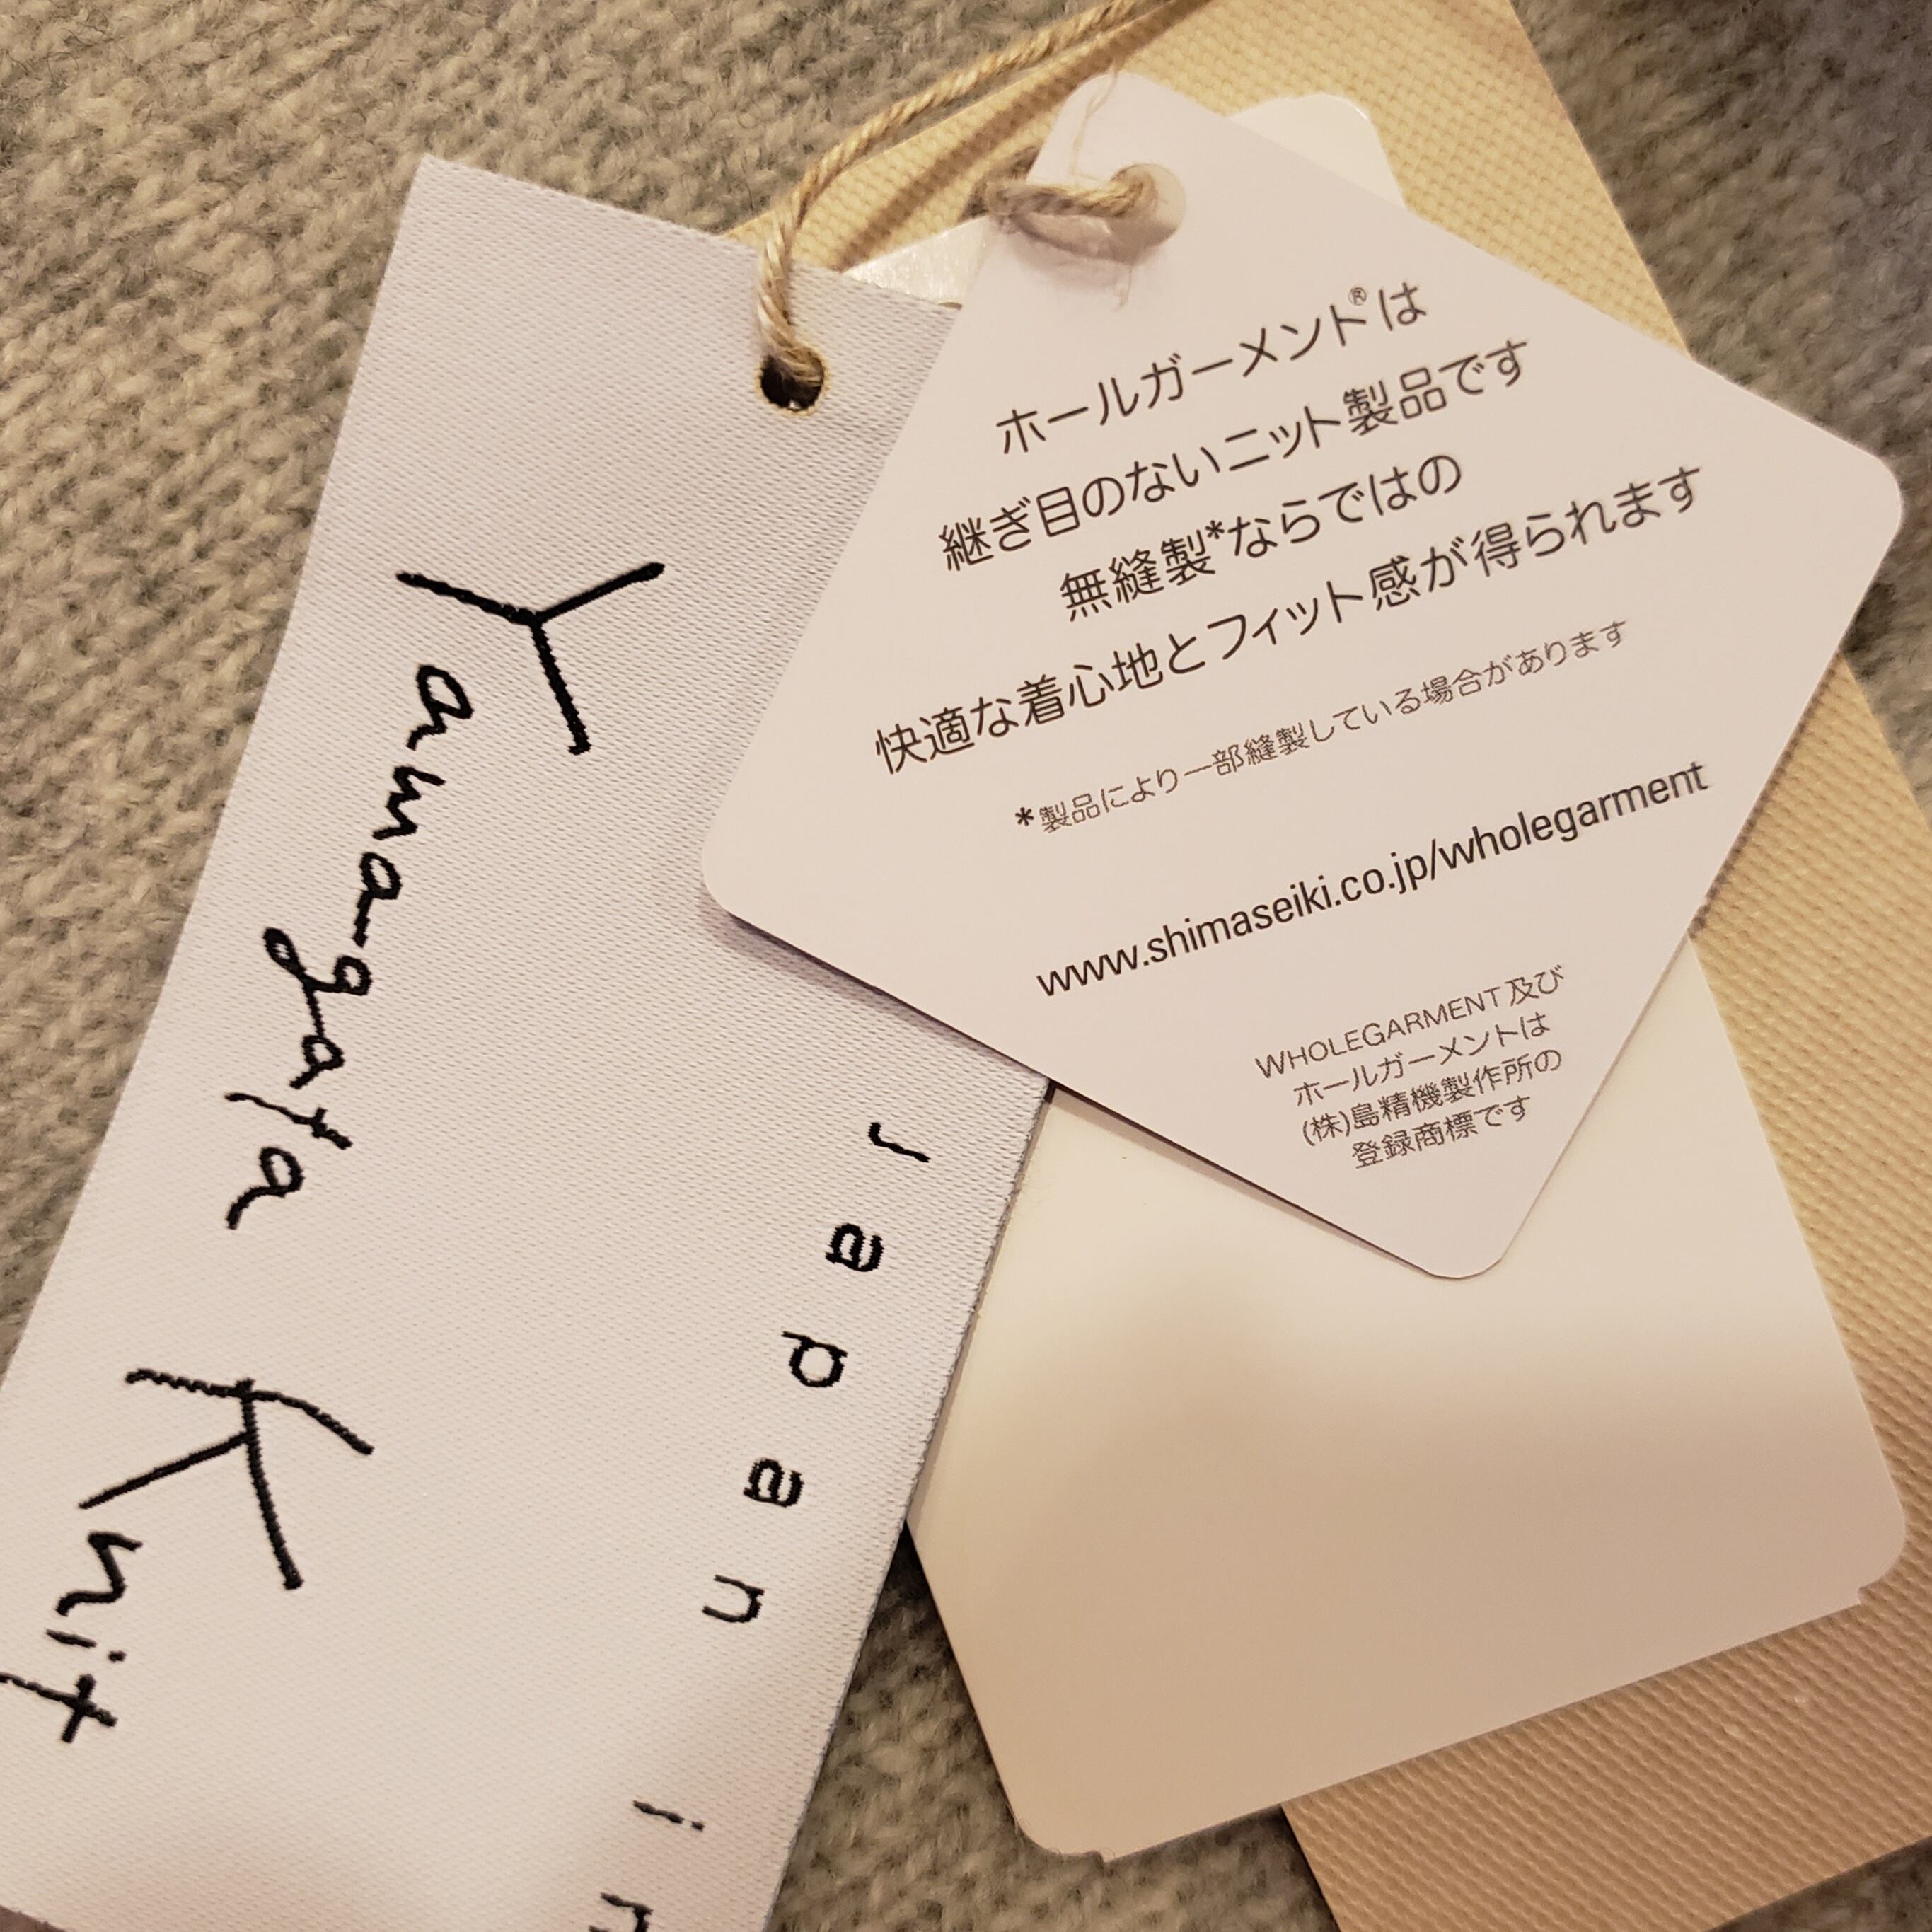 Yamagata Knit
japan
in
ホールガーメント®は
継ぎ目のないニット製品です
無縫製*ならではの
快適な着心地とフィット感が得られます
*製品により一部縫製している場合があります
www.shimaseiki.co.jp/wholegarment
WHOLEGARMENT及び
ホールガーメントは
(株)島精機製作所の
登録商標です